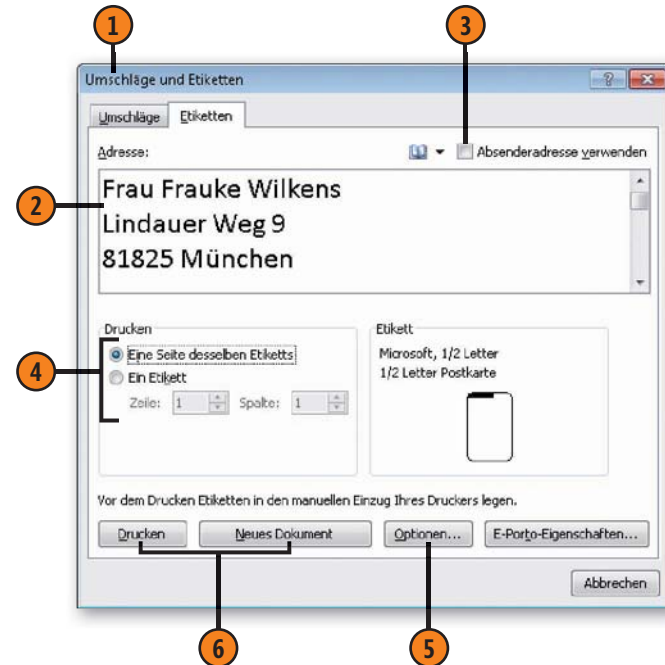 1
3
Umschläge und Etiketten
Umschläge Etiketten
Adresse: Absenderadresse verwenden
2
Frau Frauke Wilkens
Lindauer Weg 9
81825 München
Drucken Etikett
4
Eine Seite desselben Etiketts Microsoft, 1/2 Letter
Ein Etikett 1/2 Letter Postkarte
Zeile: 1 Spalte: 1
Vor dem Drucken Etiketten in den manuellen Einzug Ihres Druckers legen.
Drucken Neues Dokument Optionen... E-Porto-Eigenschaften...
Abbrechen
6 5